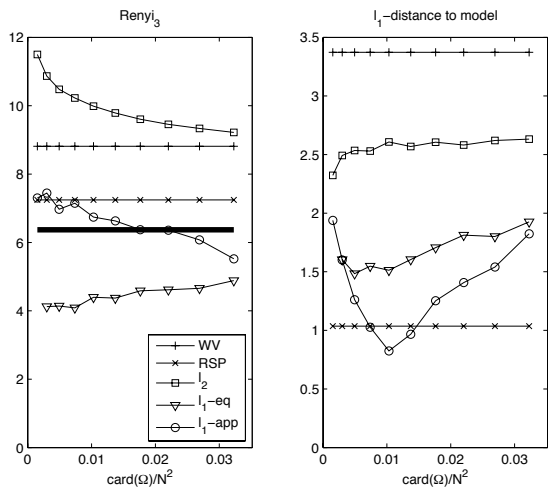 Renyi3
12
10
8
6
4
2
0
WV
RSP
l2
l1−eq
l1−app
0
0.01
0.02
0.03
card(Ω)/N2
l1−distance to model
3.5
3
2.5
2
1.5
1
0.5
0
0
0.01
0.02
0.03
card(Ω)/N2